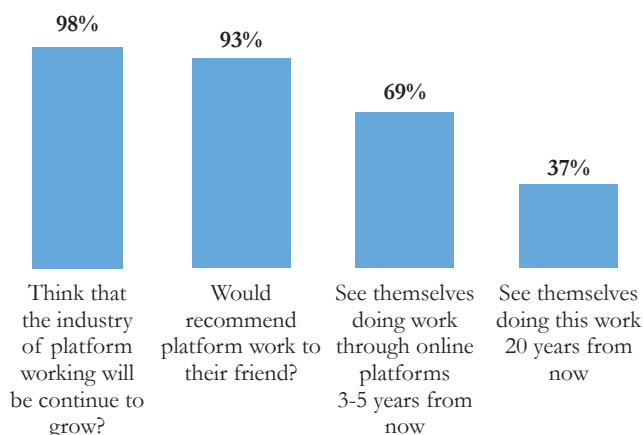 98%
93%
69%
37%
Think that
the industry
of platform
working will
be continue to
grow?
Would
recommend
platform work to
their friend?
See themselves
doing work
through online
platforms
3-5 years from
now
See themselves
doing this work
20 years from
now